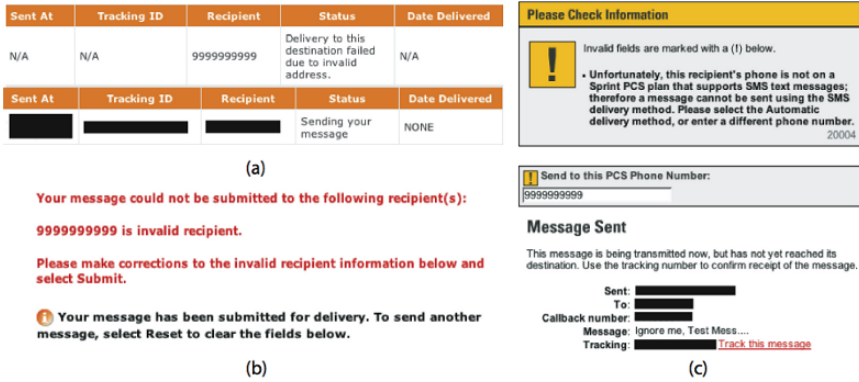 Sent At Tracking ID Recipient Status Date Delivered
N/A N/A 9999999999 Delivery to this
destination failed
due to invalid
address. N/A
Sent At Tracking ID Recipient Status Date Delivered
Sending your
message NONE
(a)
Your message could not be submitted to the following recipient(s):
9999999999 is invalid recipient.
Please make corrections to the invalid recipient information below and
select Submit.
Your message has been submitted for delivery. To send another
message, select Reset to clear the fields below.
(b)
Please Check Information
! Invalid fields are marked with a (!) below.
• Unfortunately, this recipient's phone is not on a
Sprint PCS plan that supports SMS text messages;
therefore a message cannot be sent using the SMS
delivery method. Please select the Automatic
delivery method, or enter a different phone number.
20004
! Send to this PCS Phone Number:
9999999999
Message Sent
This message is being transmitted now, but has not yet reached its
destination. Use the tracking number to confirm receipt of the message.
Sent:
To:
Callback number:
Message: Ignore me, Test Mess....
Tracking: Track this message
(c)